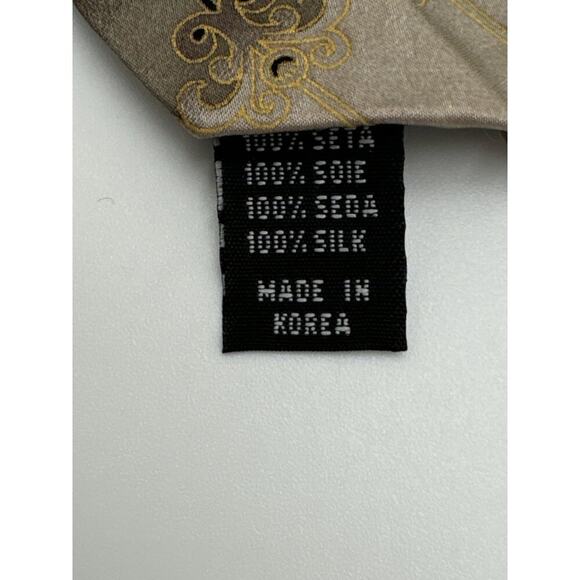 100% SETA
100% SOIE
100% SEDA
100% SILK
MADE IN
KOREA